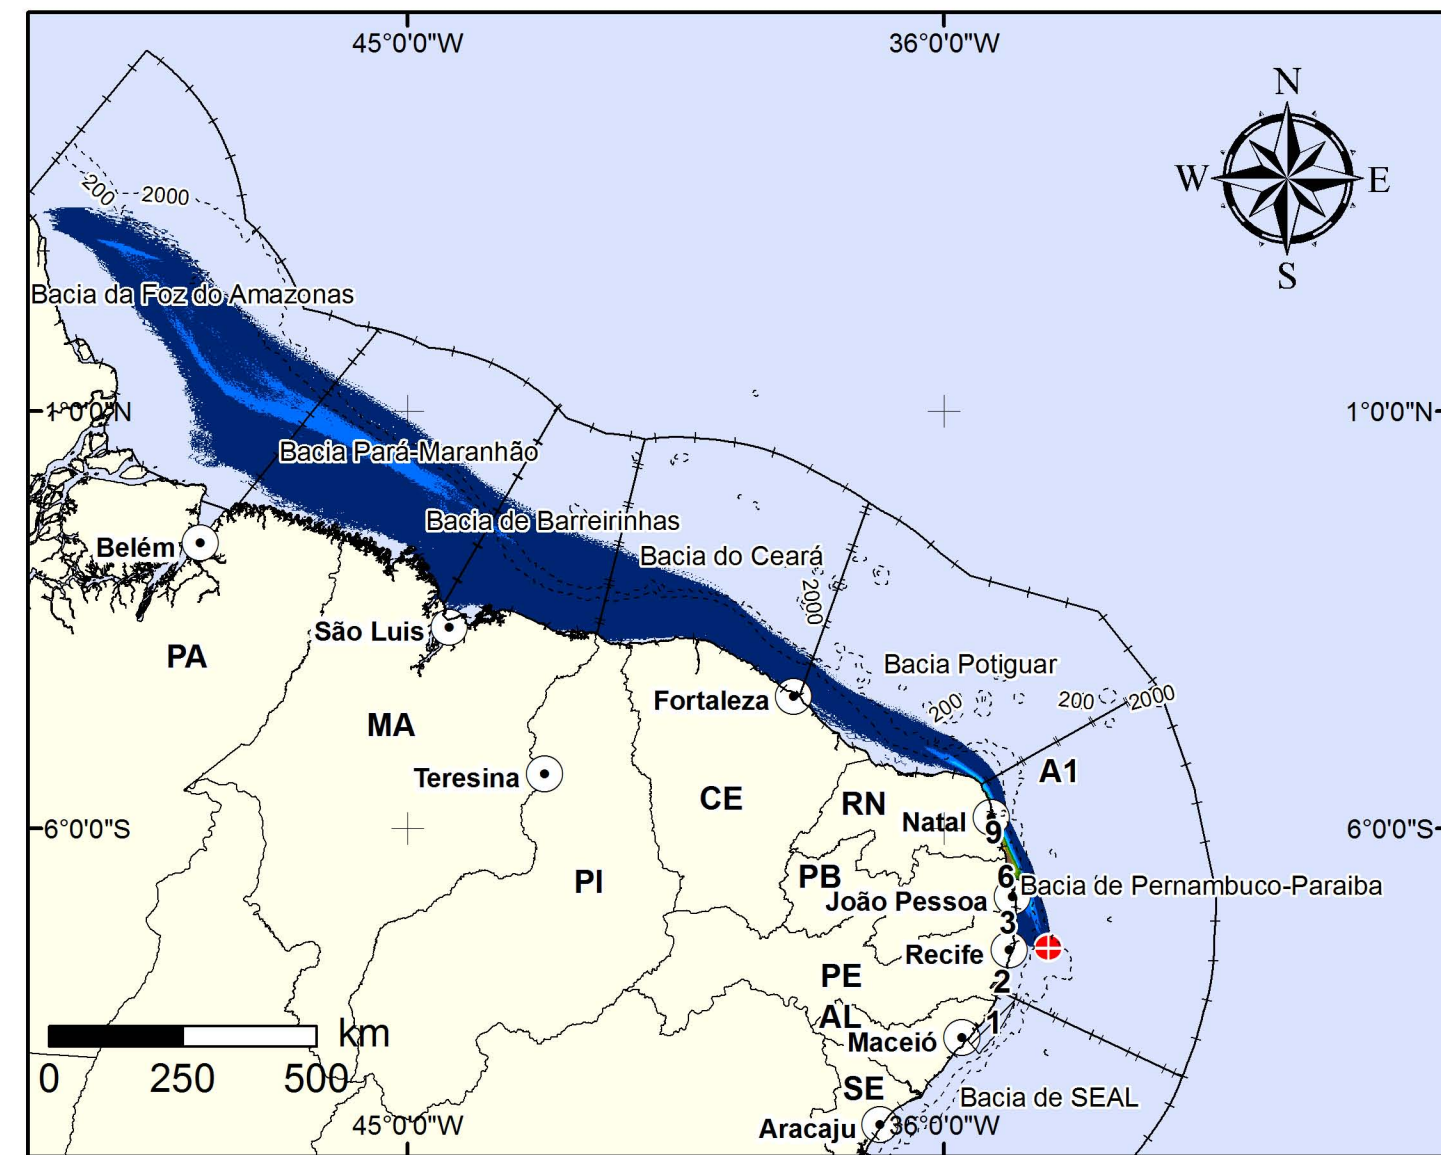 45°0'0"W
36°0'0"W
N
W
E
S
200
2000
Bacia da Foz do Amazonas
1°0'0"N
1°0'0"N
Bacia Pará-Maranhão
Bacia de Barreirinhas
Belém
Bacia do Ceará
2000
São Luis
PA
Bacia Potiguar
Fortaleza
200
200
2000
MA
Teresina
A1
CE
RN
Natal
9
6°0'0"S
6°0'0"S
PI
PB
6
Bacia de Pernambuco-Paraiba
João Pessoa
3
Recife
PE
2
AL
1
Maceió
km
0
250
500
SE
Bacia de SEAL
45°0'0"W
Aracaju
36°0'0"W